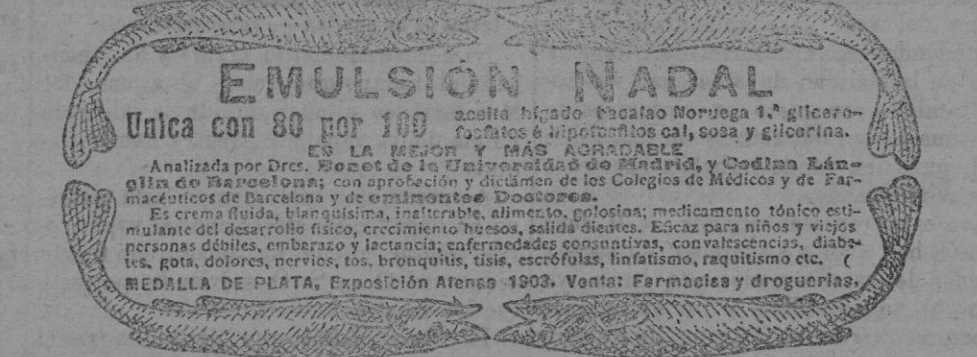 EMULSIÓN NADAL
Unica con 80 por 100 aceite hígado bacalao Noruega 1.ª glicero-
fosfatos é hipofosfitos cal, sosa y glicerina.
ES LA MEJOR Y MÁS AGRADABLE
Analizada por Dres. Bonet de la Universidad de Madrid, y Codina Län-
glin de Barcelona; con aprobación y dictámen de los Colegios de Médicos y de Far-
macéuticos de Barcelona y de eminentes Doctores.
Es crema fluida, blanquísima, inalterable, alimento, golosina; medicamento tónico esti-
mulante del desarrollo físico, crecimiento huesos, salida dientes. Eficaz para niños y viejos
personas débiles, embarazo y lactancia; enfermedades consuntivas, convalescencias, diabe-
tes, gota, dolores, nervios, tos, bronquitis, tisis, escrófulas, linfatismo, raquitismo etc. (
MEDALLA DE PLATA, Exposición Atenas 1903. Venta: Farmacias y droguerías.